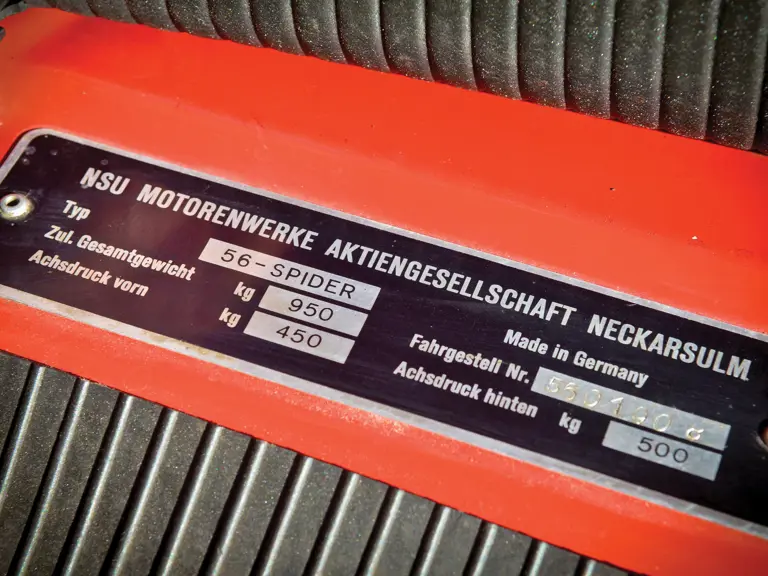 NSU MOTORENWERKE AKTIENGESELLSCHAFT NECKARSULM
Typ 56-SPIDER
Made in Germany
Zul. Gesamtgewicht kg 950
Fahrgestell Nr. 5601908
Achsdruck vorn kg 450
Achsdruck hinten kg 500